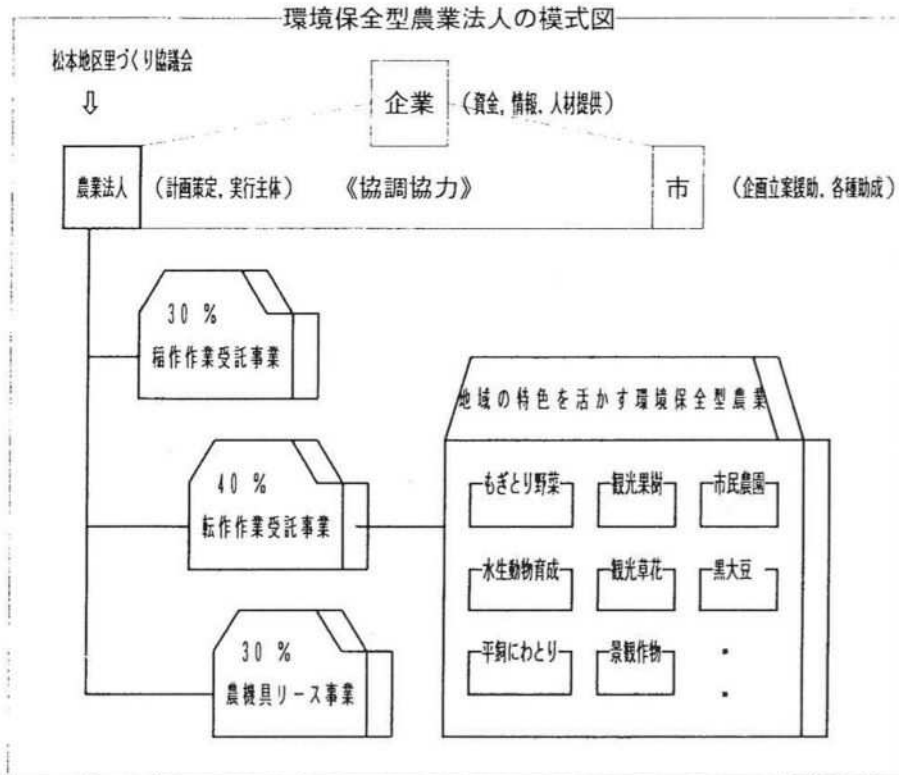 環境保全型農業法人の模式図
松本地区里づくり協議会
⇩
企業 (資金, 情報、人材提供)
農業法人 (計画策定, 実行主体) 《協調協力》 市 (企画立案援助、各種助成)
30 %
稲作作業受託事業
地域の特色を活かす環境保全型農業
もぎとり野菜 観光果樹 市民農園
40 %
転作作業受託事業
水生動物育成 観光草花 黒大豆
平飼にわとり 景観作物 ・
・
30 %
農機具リース事業